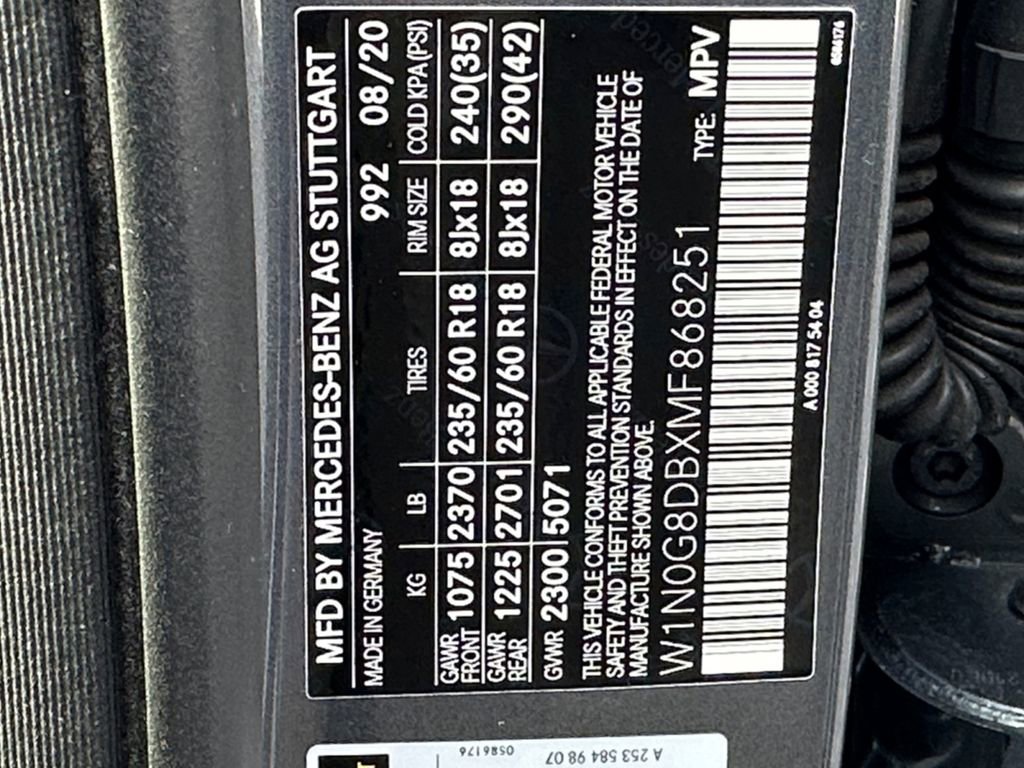 MFD BY MERCEDES-BENZ AG STUTTGART
MADE IN GERMANY 992 08/20
KG LB TIRES RIM SIZE COLD KPA(PSI)
GAWR FRONT 1075 2370 235/60 R18 8Jx18 240(35)
GAWR REAR 1225 2701 235/60 R18 8Jx18 290(42)
GVWR 2300 5071
THIS VEHICLE CONFORMS TO ALL APPLICABLE FEDERAL MOTOR VEHICLE
SAFETY AND THEFT PREVENTION STANDARDS IN EFFECT ON THE DATE OF
MANUFACTURE SHOWN ABOVE.
W1N0G8DBXMF868251 TYPE: MPV
A 000 817 54 04
A 253 584 98 07
0586176